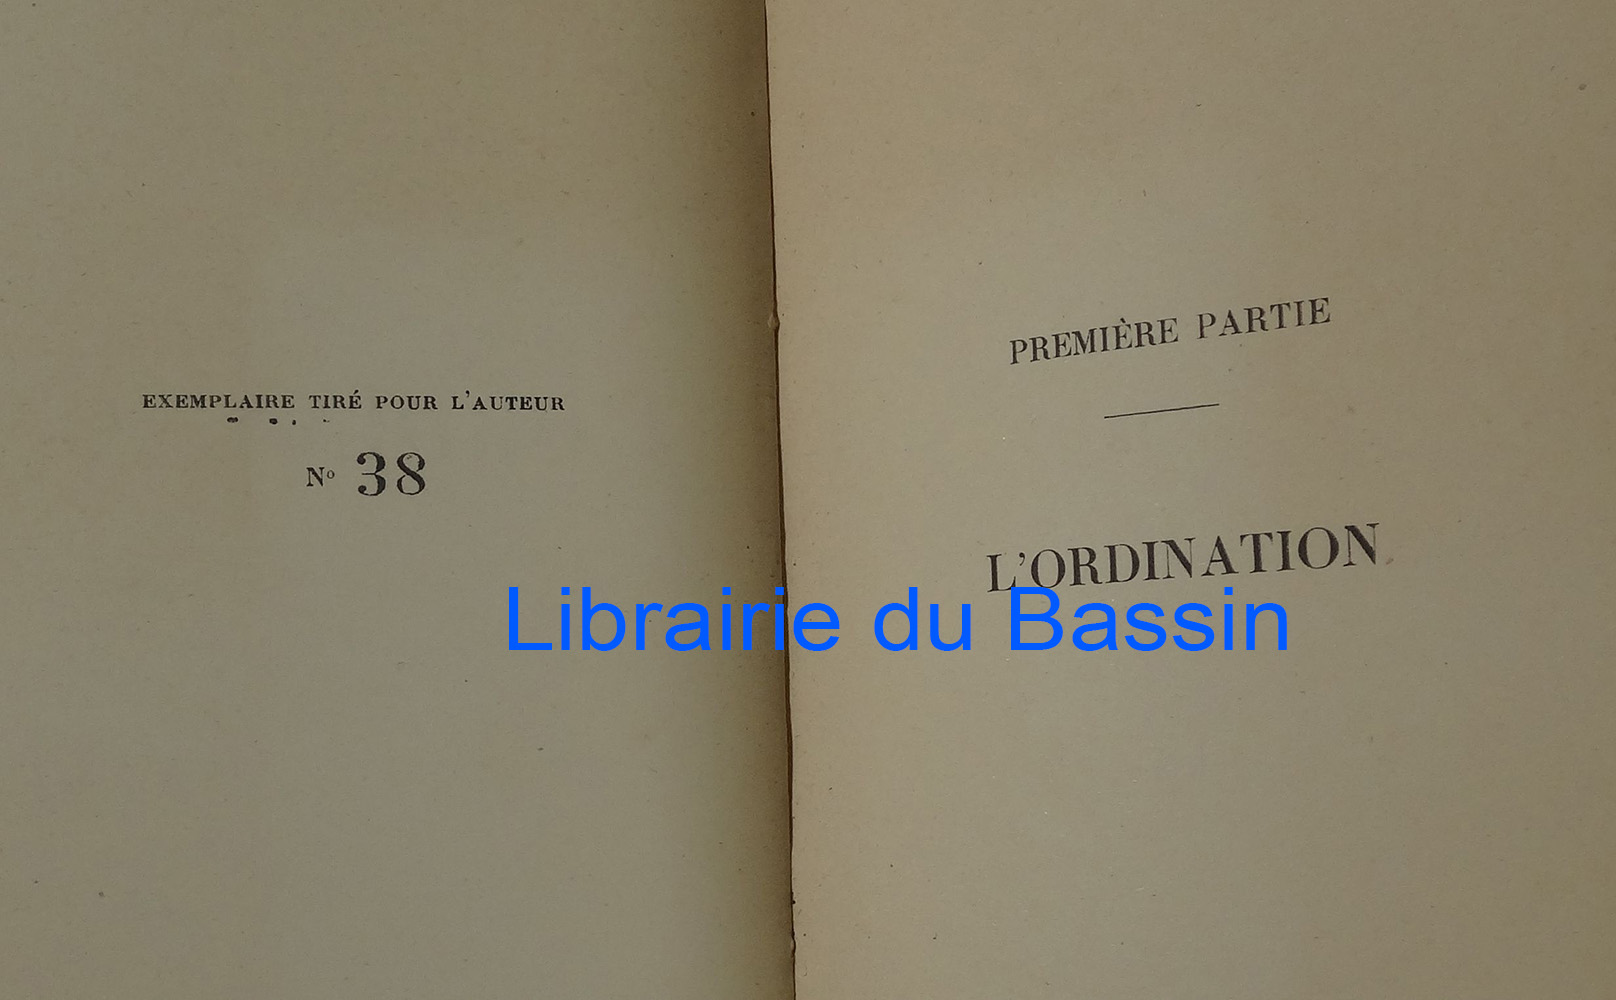 EXEMPLAIRE TIRÉ POUR L'AUTEUR
Nº 38
PREMIÈRE PARTIE
L'ORDINATION
Librairie du Bassin